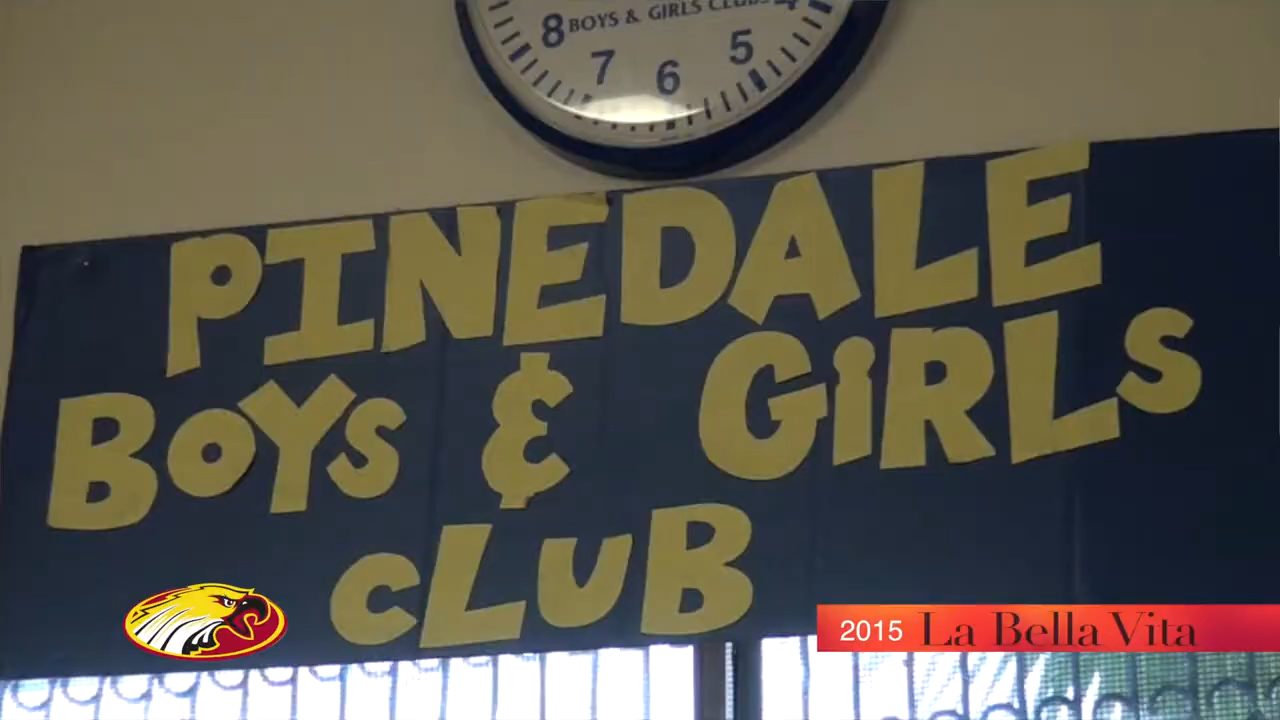 8 BOYS & GIRLS CLUBS 4
7 6 5
PINEDALE
BOYS & GiRLS
cLuB
2015 La Bella Vita